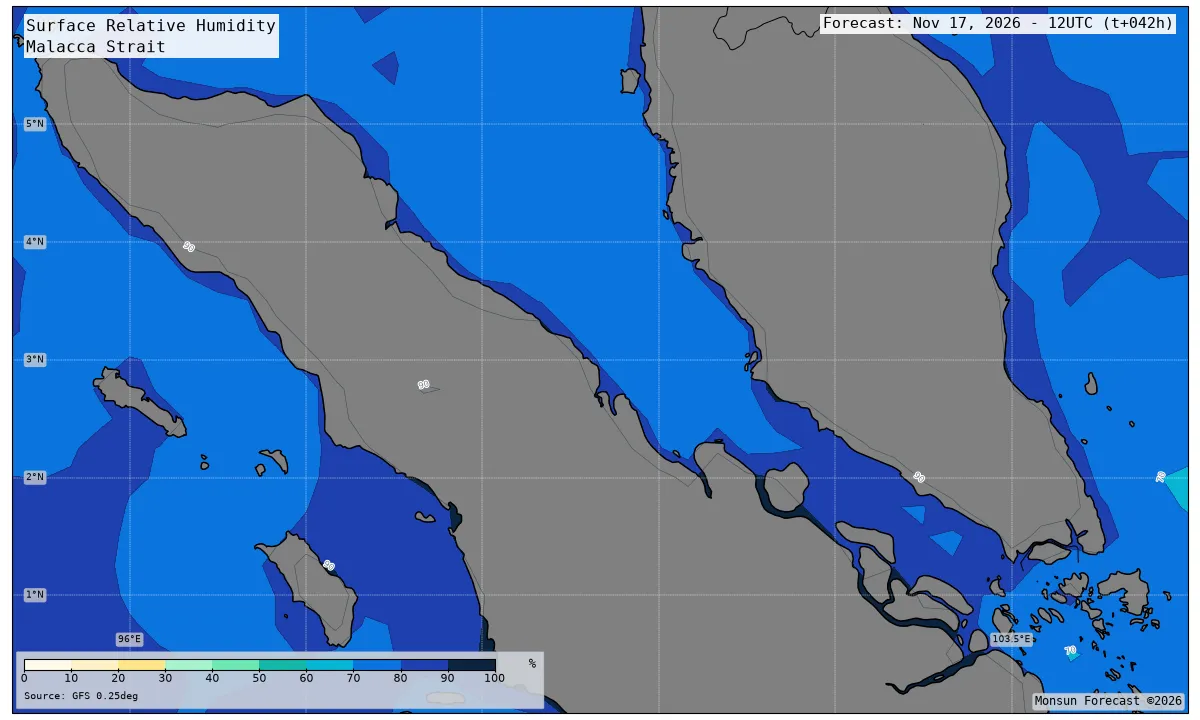 Surface Relative Humidity
Malacca Strait
Forecast: Nov 17, 2026 - 12UTC (t+042h)
5°N
4°N
90
3°N
90
2°N
90
70
90
1°N
96°E
103.5°E
70
%
0 10 20 30 40 50 60 70 80 90 100
Source: GFS 0.25deg
Monsun Forecast ©2026